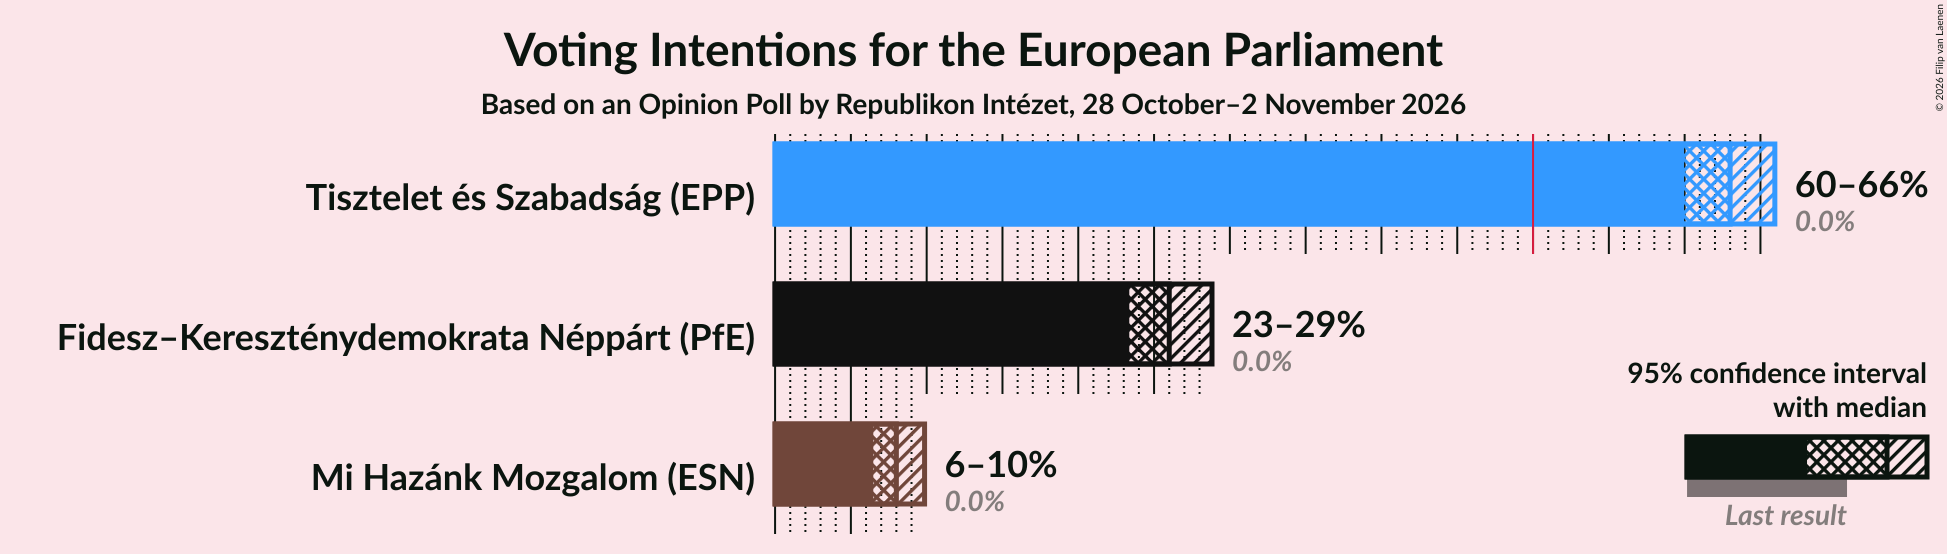 Voting Intentions for the European Parliament
Based on an Opinion Poll by Republikon Intézet, 28 October–2 November 2026
© 2026 Filip van Laenen
Tisztelet és Szabadság (EPP)
60–66%
0.0%
Fidesz–Kereszténydemokrata Néppárt (PfE)
23–29%
0.0%
Mi Hazánk Mozgalom (ESN)
6–10%
0.0%
95% confidence interval
with median
Last result